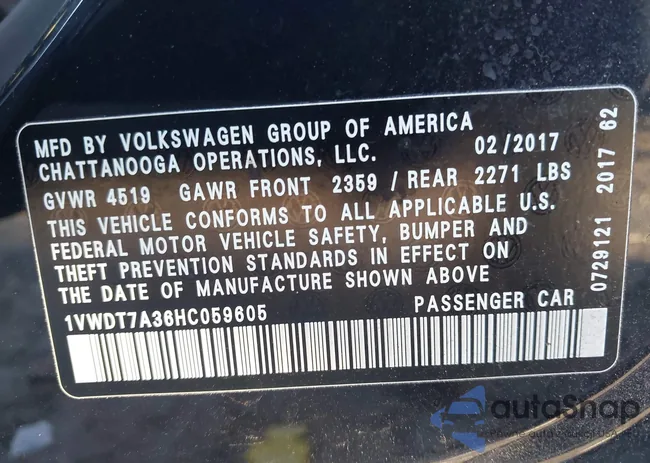 MFD BY VOLKSWAGEN GROUP OF AMERICA
CHATTANOOGA OPERATIONS, LLC. 02/2017
GVWR 4519 GAWR FRONT 2359 / REAR 2271 LBS
THIS VEHICLE CONFORMS TO ALL APPLICABLE U.S.
FEDERAL MOTOR VEHICLE SAFETY, BUMPER AND
THEFT PREVENTION STANDARDS IN EFFECT ON
THE DATE OF MANUFACTURE SHOWN ABOVE
1VWDT7A36HC059605 PASSENGER CAR
0729121 2017 62
autoSnap